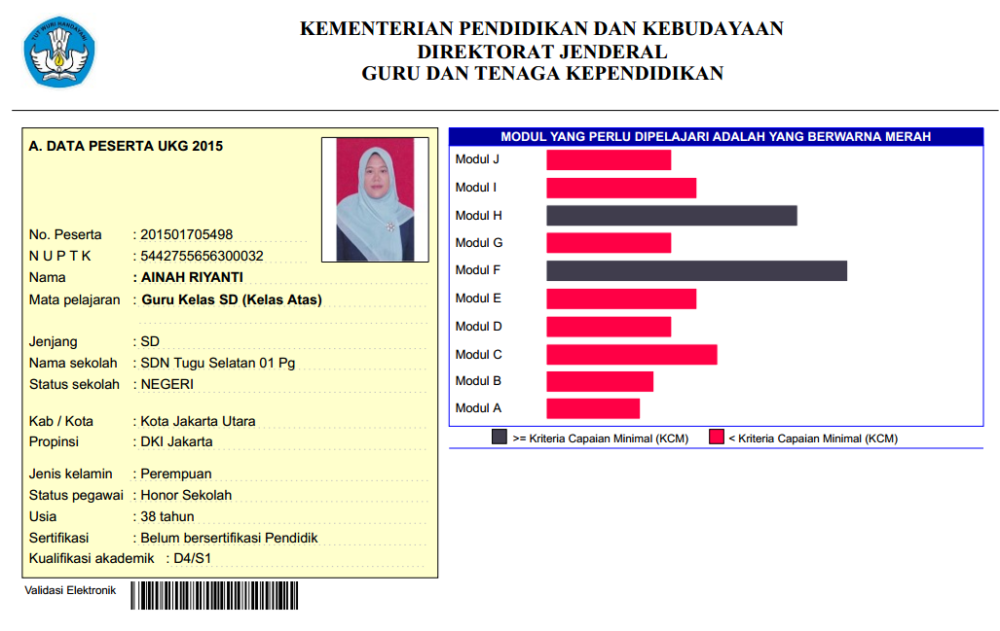 TUT WURI HANDAYANI
KEMENTERIAN PENDIDIKAN DAN KEBUDAYAAN
DIREKTORAT JENDERAL
GURU DAN TENAGA KEPENDIDIKAN
A. DATA PESERTA UKG 2015
No. Peserta : 201501705498
N U P T K : 5442755656300032
Nama : AINAH RIYANTI
Mata pelajaran : Guru Kelas SD (Kelas Atas)
Jenjang : SD
Nama sekolah : SDN Tugu Selatan 01 Pg
Status sekolah : NEGERI
Kab / Kota : Kota Jakarta Utara
Propinsi : DKI Jakarta
Jenis kelamin : Perempuan
Status pegawai : Honor Sekolah
Usia : 38 tahun
Sertifikasi : Belum bersertifikasi Pendidik
Kualifikasi akademik : D4/S1
Validasi Elektronik
MODUL YANG PERLU DIPELAJARI ADALAH YANG BERWARNA MERAH
Modul J
Modul I
Modul H
Modul G
Modul F
Modul E
Modul D
Modul C
Modul B
Modul A
>= Kriteria Capaian Minimal (KCM) < Kriteria Capaian Minimal (KCM)